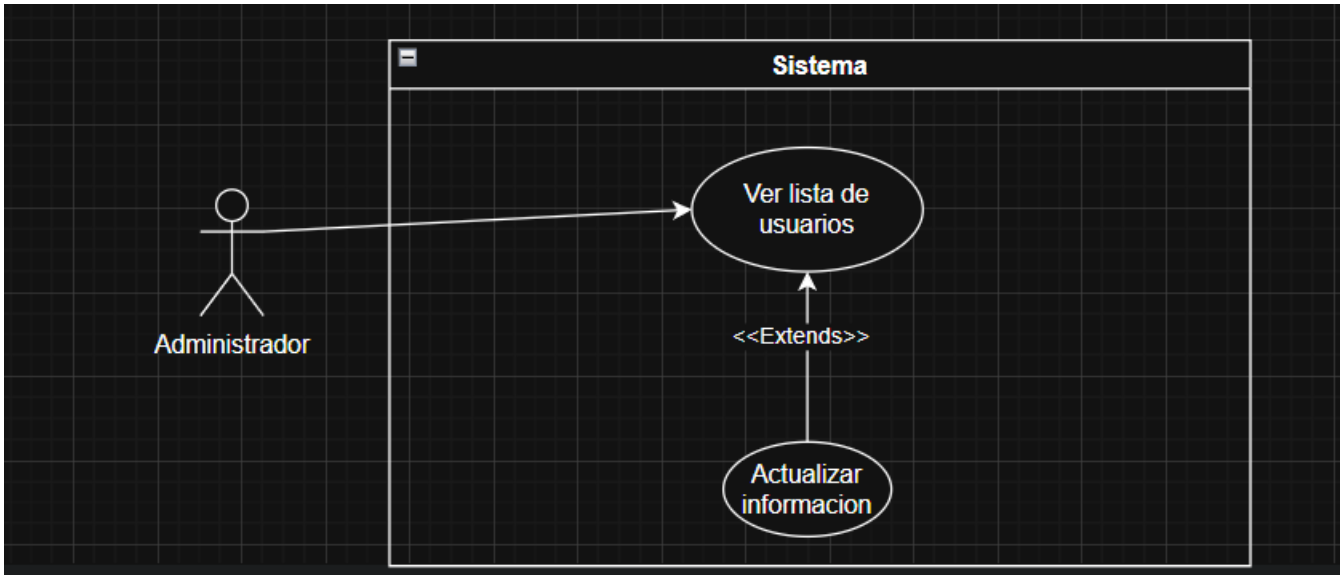 Sistema
Ver lista de
usuarios
Administrador
<<Extends>>
Actualizar
informacion